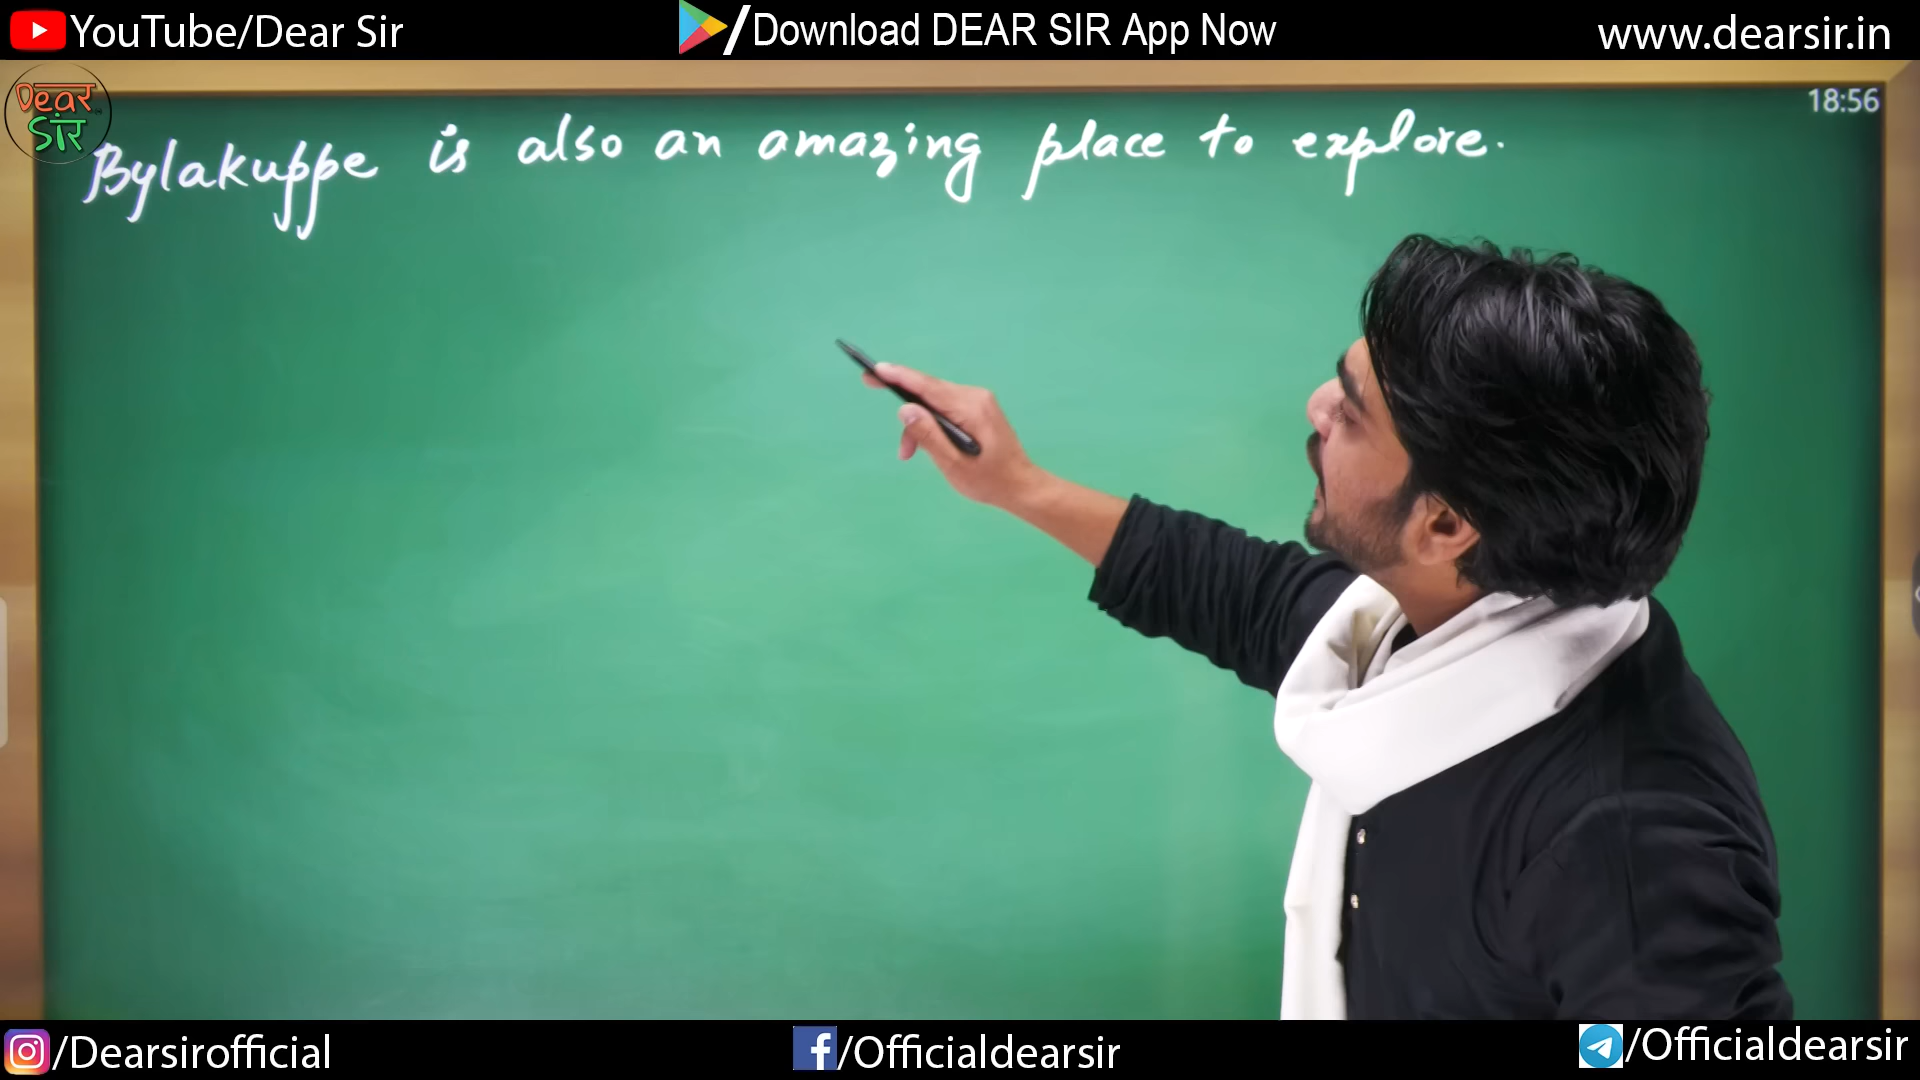 YouTube/Dear Sir
/Download DEAR SIR App Now
www.dearsir.in
Dear
Sir
18:56
Bylakuppe is also an amazing place to explore.
/Dearsirofficial
/Officialdearsir
/Officialdearsir